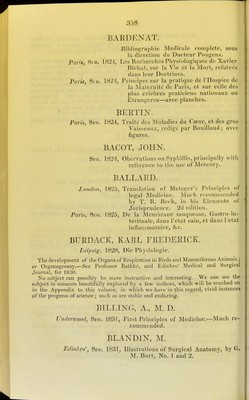 358
BARDENAT.
Bibliographie Medicale complete, sous
la direction du Docteur Pougens.
Paris, 8vo. 1824, Les Recherches Physiologiques de Xavier
Bichat, sur la Vie et la Mort, refutées
dans leur Doctrines.
Paris, 8vo. 1824, Principes sur la pratique de l'Hospice de
la Maternité de Paris, et sur celle des
plus celebres praticiens nationaux ou
Etrangeres—avec planches.
BERTIN.
Paris, 8vo. 1824, Traité des Maladies du Cœur, et des gros
Vaisseaux, redigé par Bouillaud; avec
figures.
BACOT, JOHN.
8vo. 1824, Obervations on Syphillis, principally with
reference to the use of Mercury.
BALLARD.
London, 1825, Translation of Metzger's Principles of
legal Medicine. Much recommended
by T. R. Beck, in his Elements of
Jurisprudence. 2d edition.
Paris, 8vo. 1825, De la Membrane muqueuse, Gastro-in-
testinale, dans l'etat sain, et dans l'etat
inflammatoire, &c.
BURDACK, KARL FREDERICK.
Leipzig, 1828, Die Psychlogie.
The development of the Organs of Respiration in Birds and Mammiferous Animals;
or Organogenesy.—See Professor Rathke, and Edinbro' Medical and Surgical
Journal, for 1830.
No subject can possibly be more instructive and interesting. We can see the
subject in measure beautifully explored by a few authors, which will be touched on
in the Appendix to this volume, in which we have in this regard, vivid instances
of the progress of science; such as are stable and enduring.
BILLING, A., M. D.
Underwood, 8vo. 1831, First Principles of Medicine.—Much re-
commended.
BLANDIN, M.
Edinbro', 8vo. 1831, Illustrations of Surgical Anatomy, by G.
M. Burt, No. 1 and 2.